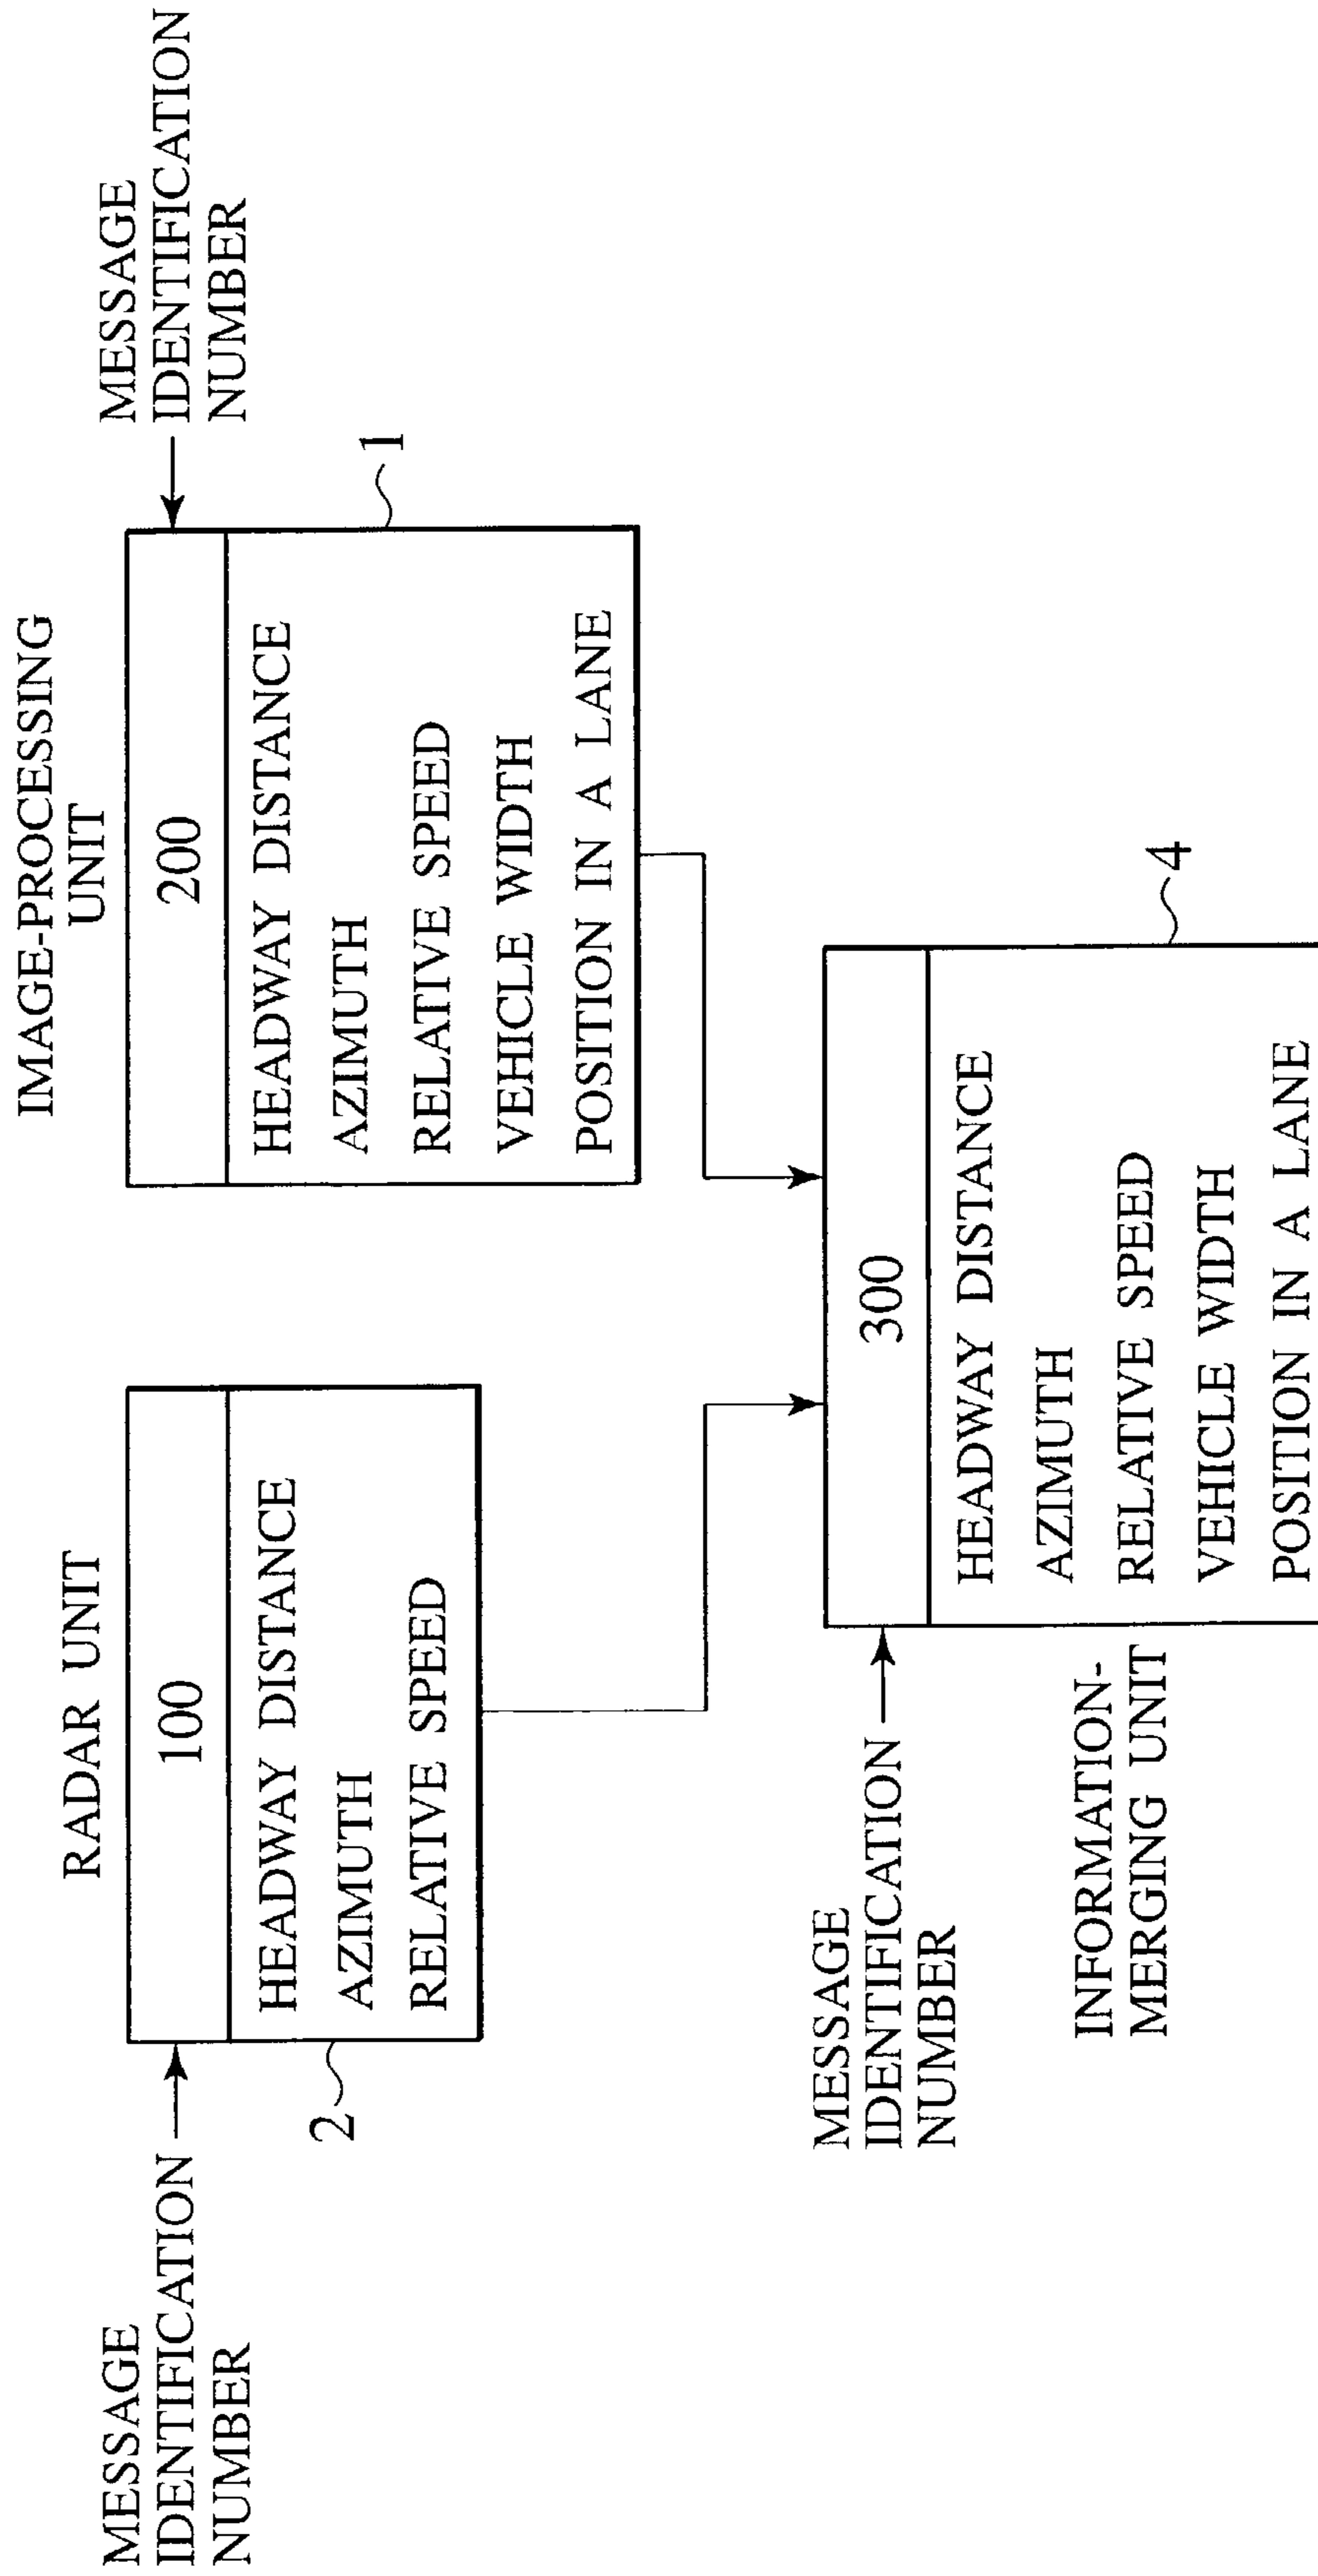 RADAR UNIT
MESSAGE
IDENTIFICATION
NUMBER
100
HEADWAY DISTANCE
AZIMUTH
RELATIVE SPEED
2
IMAGE-PROCESSING
UNIT
200
HEADWAY DISTANCE
AZIMUTH
RELATIVE SPEED
VEHICLE WIDTH
POSITION IN A LANE
1
MESSAGE
IDENTIFICATION
NUMBER
MESSAGE
IDENTIFICATION
NUMBER
INFORMATION-
MERGING UNIT
300
HEADWAY DISTANCE
AZIMUTH
RELATIVE SPEED
VEHICLE WIDTH
POSITION IN A LANE
4